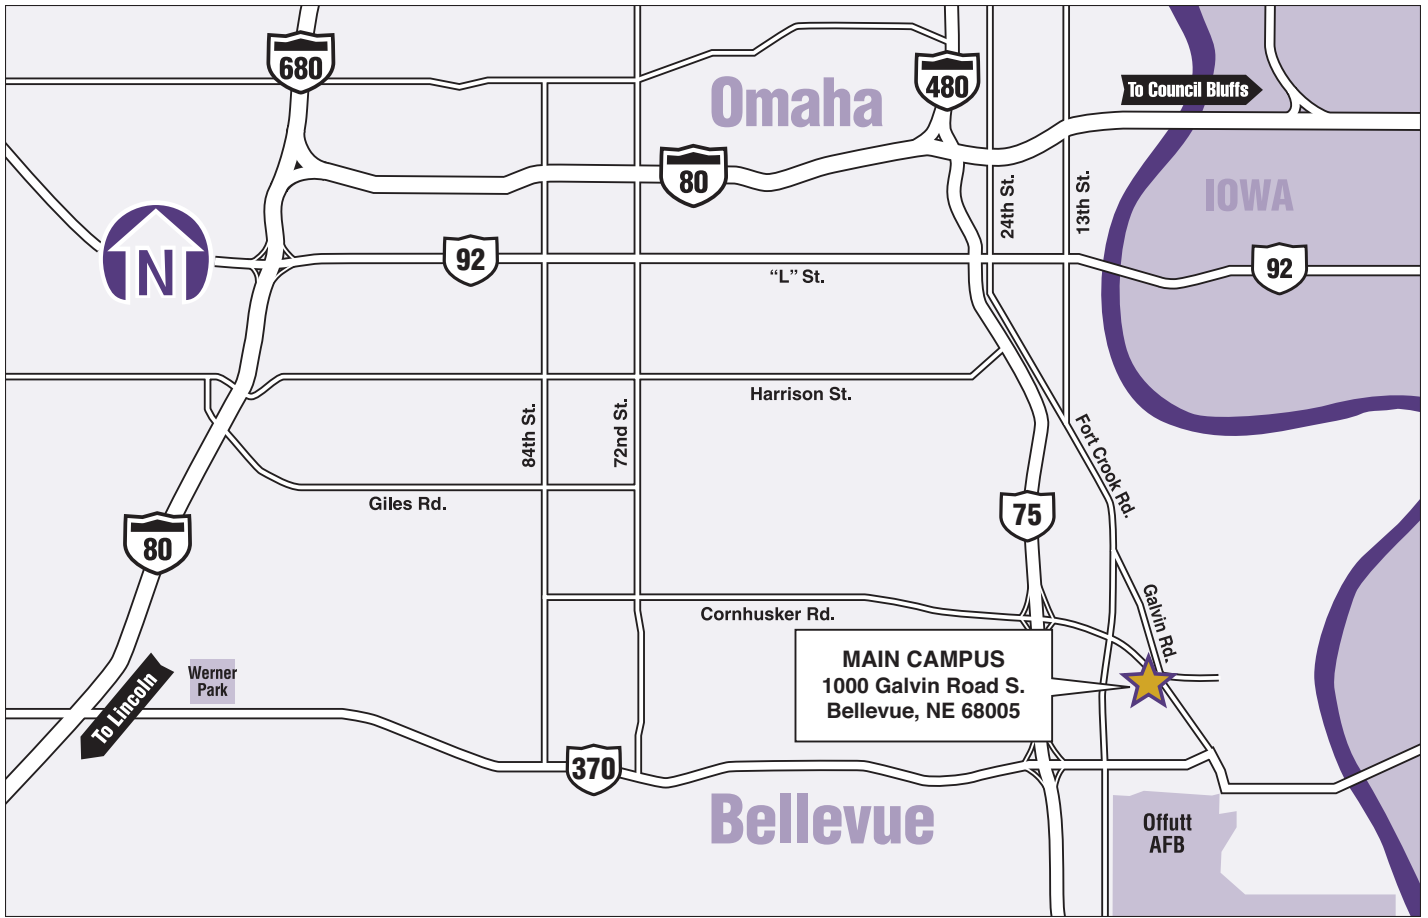 680
480
Omaha
To Council Bluffs
80
24th St.
13th St.
IOWA
N
92
92
"L" St.
Harrison St.
84th St.
72nd St.
Fort Crook Rd.
Giles Rd.
75
80
Galvin Rd.
Cornhusker Rd.
MAIN CAMPUS
1000 Galvin Road S.
Bellevue, NE 68005
Werner
Park
To Lincoln
370
Bellevue
Offutt
AFB